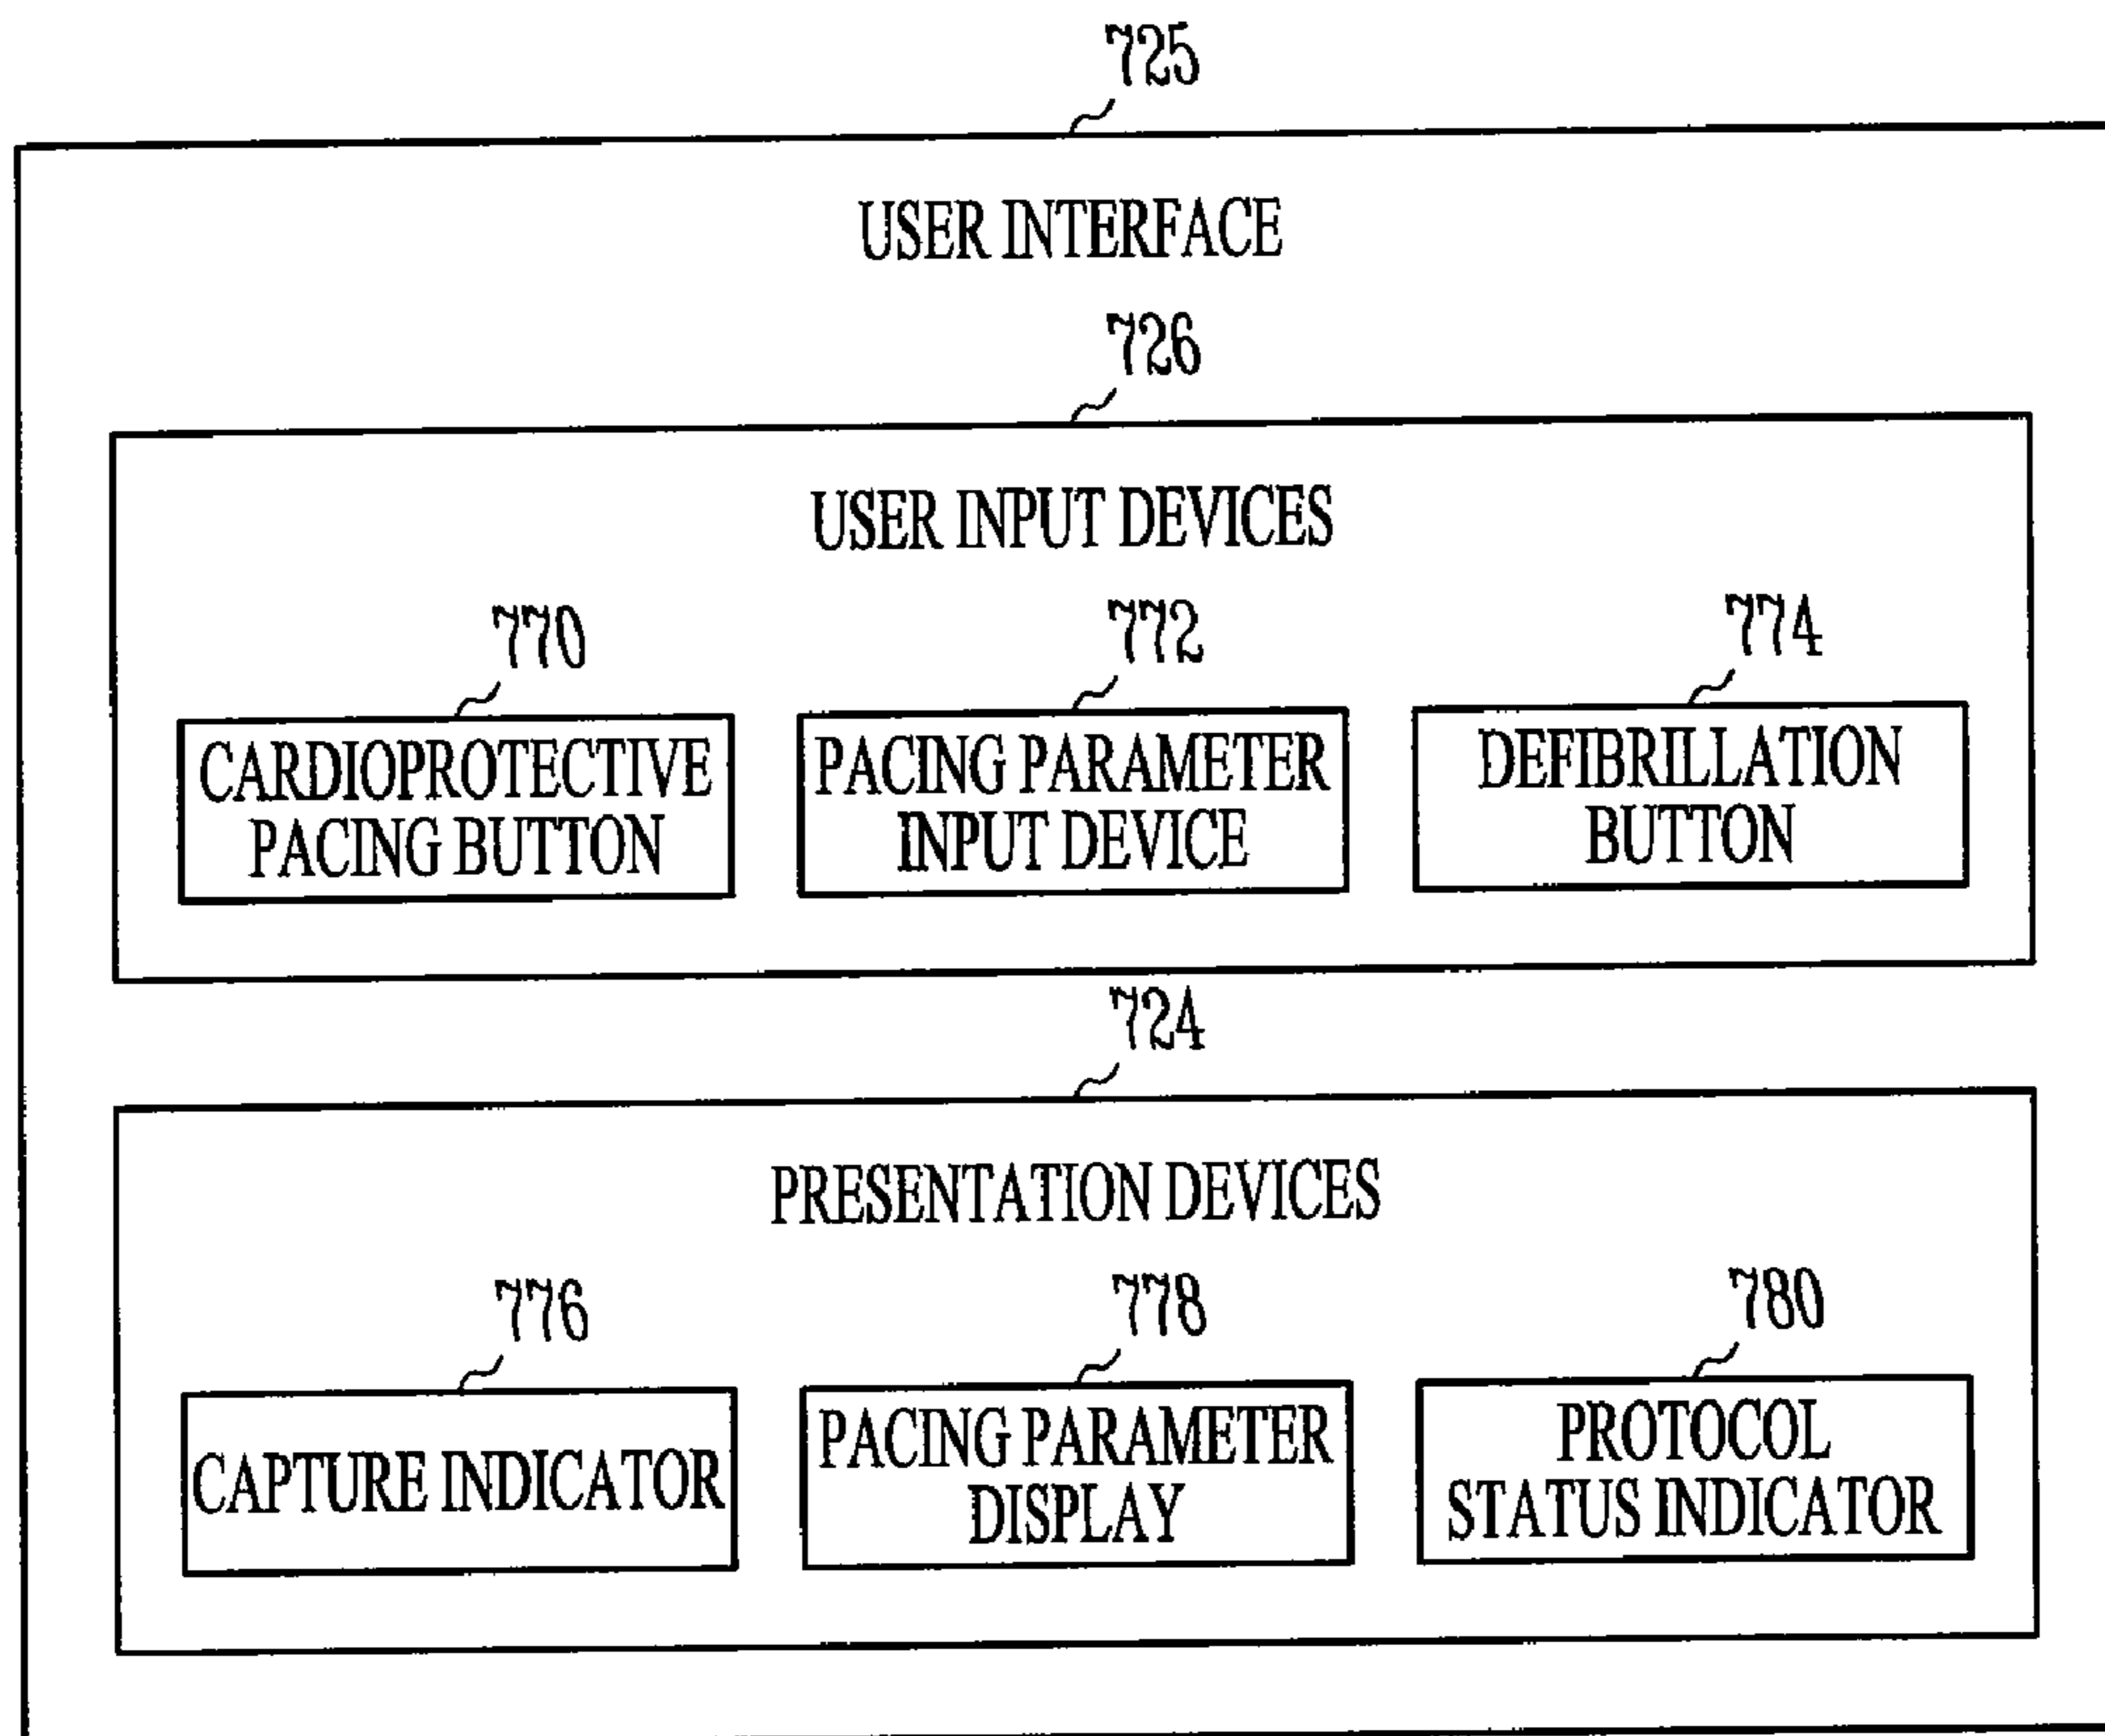 725
USER INTERFACE
726
USER INPUT DEVICES
770
772
774
CARDIOPROTECTIVE
PACING BUTTON
PACING PARAMETER
INPUT DEVICE
DEFIBRILLATION
BUTTON
724
PRESENTATION DEVICES
776
778
780
CAPTURE INDICATOR
PACING PARAMETER
DISPLAY
PROTOCOL
STATUS INDICATOR